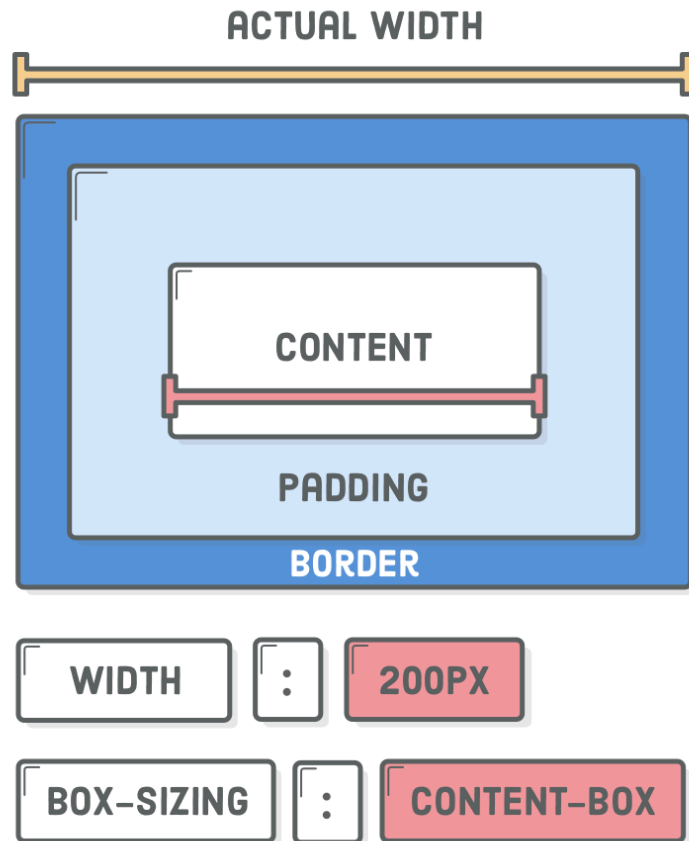 ACTUAL WIDTH
CONTENT
PADDING
BORDER
WIDTH : 200PX
BOX-SIZING : CONTENT-BOX